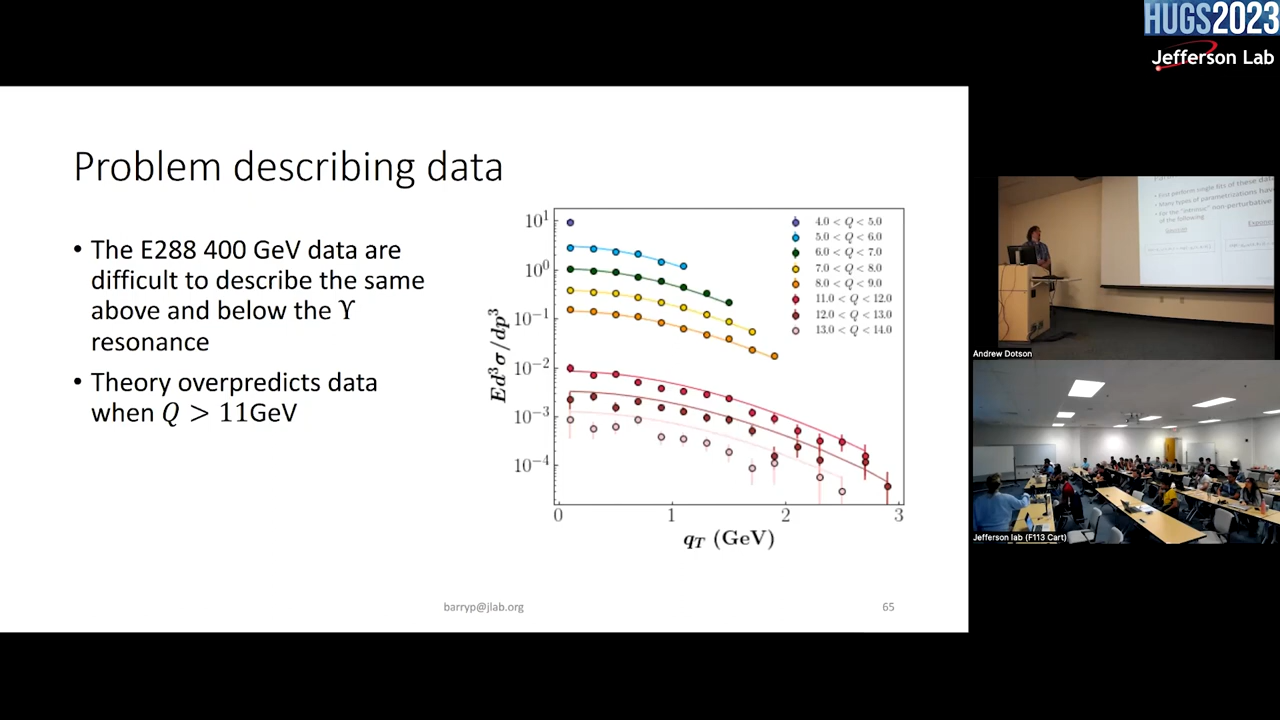 HUGS2023
Jefferson Lab
Problem describing data
• The E288 400 GeV data are
difficult to describe the same
above and below the ϒ
resonance
• Theory overpredicts data
when Q > 11GeV
Ed³σ/dp³
10¹
10⁰
10⁻¹
10⁻²
10⁻³
10⁻⁴
4.0 < Q < 5.0
5.0 < Q < 6.0
6.0 < Q < 7.0
7.0 < Q < 8.0
8.0 < Q < 9.0
11.0 < Q < 12.0
12.0 < Q < 13.0
13.0 < Q < 14.0
0 1 2 3
q_T (GeV)
barryp@jlab.org
65
Andrew Dotson
Jefferson lab (F113 Cart)